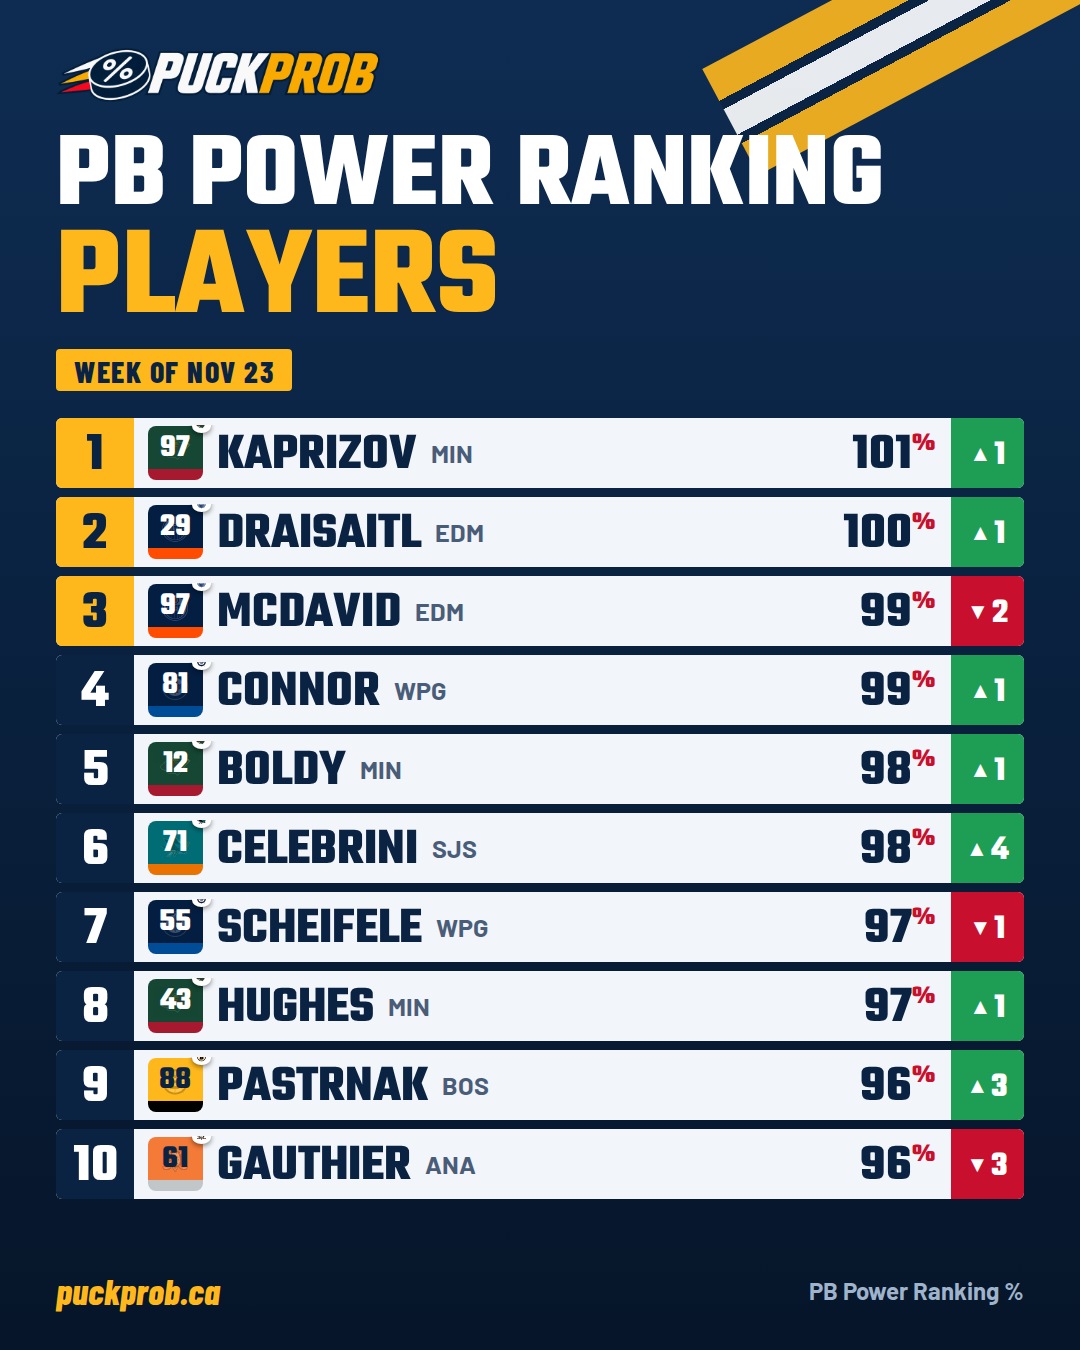 % PUCKPROB
PB POWER RANKING
PLAYERS
WEEK OF NOV 23
1 97 KAPRIZOV MIN 101% ▲1
2 29 DRAISAITL EDM 100% ▲1
3 97 MCDAVID EDM 99% ▼2
4 81 CONNOR WPG 99% ▲1
5 12 BOLDY MIN 98% ▲1
6 71 CELEBRINI SJS 98% ▲4
7 55 SCHEIFELE WPG 97% ▼1
8 43 HUGHES MIN 97% ▲1
9 88 PASTRNAK BOS 96% ▲3
10 61 GAUTHIER ANA 96% ▼3
puckprob.ca PB Power Ranking %